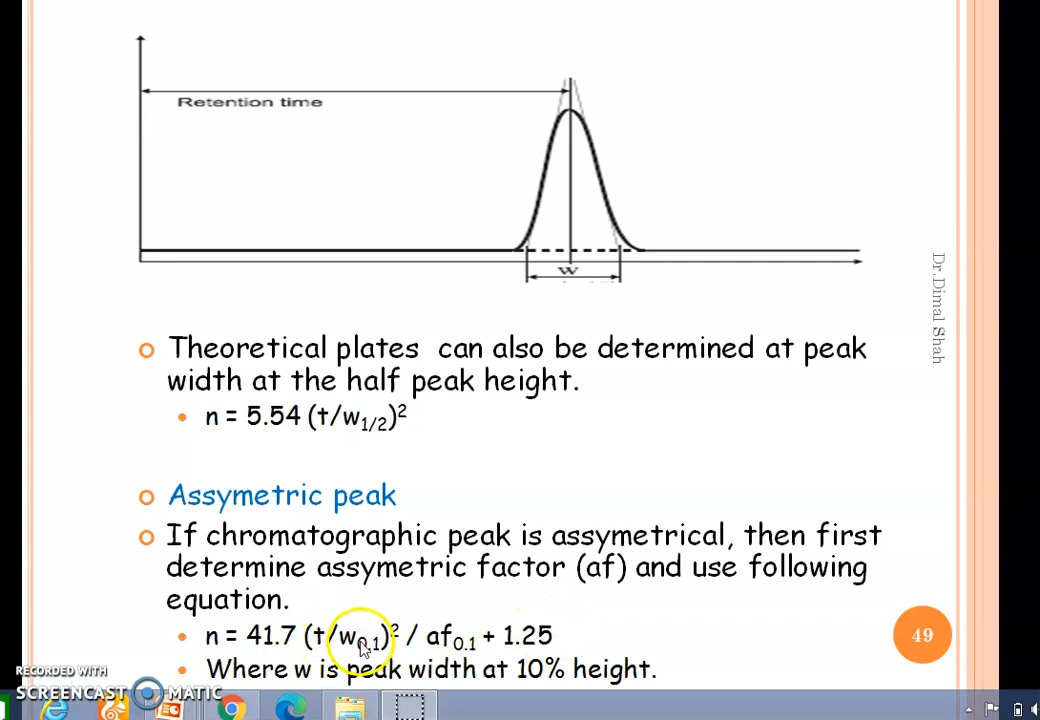 Retention time
w
Theoretical plates can also be determined at peak
width at the half peak height.
n = 5.54 (t/w1/2)2
Assymetric peak
If chromatographic peak is assymetrical, then first
determine assymetric factor (af) and use following
equation.
n = 41.7 (t/w0.1)2 / af0.1 + 1.25
Where w is peak width at 10% height.
Dr.Dimal Shah
49
RECORDED WITH
SCREENCAST MATIC